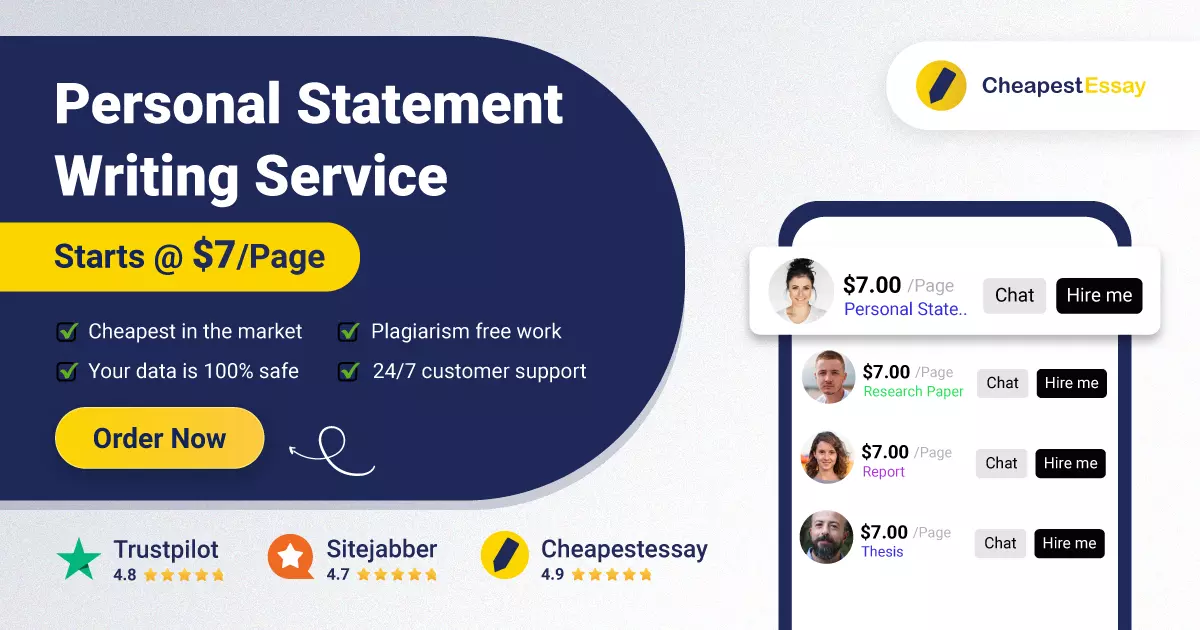 Personal Statement
Writing Service
Starts @ $7/Page
Cheapest in the market
Plagiarism free work
Your data is 100% safe
24/7 customer support
Order Now
Trustpilot
4.8
Sitejabber
4.7
Cheapestessay
4.9
CheapestEssay
$7.00 /Page
Personal State..
Chat
Hire me
$7.00 /Page
Research Paper
Chat
Hire me
$7.00 /Page
Report
Chat
Hire me
$7.00 /Page
Thesis
Chat
Hire me